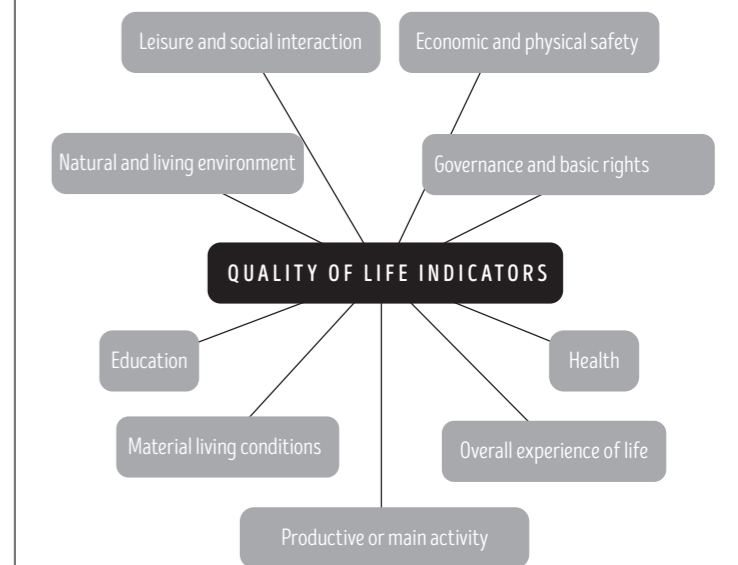 Leisure and social interaction
Economic and physical safety
Natural and living environment
Governance and basic rights
QUALITY OF LIFE INDICATORS
Education
Health
Material living conditions
Overall experience of life
Productive or main activity